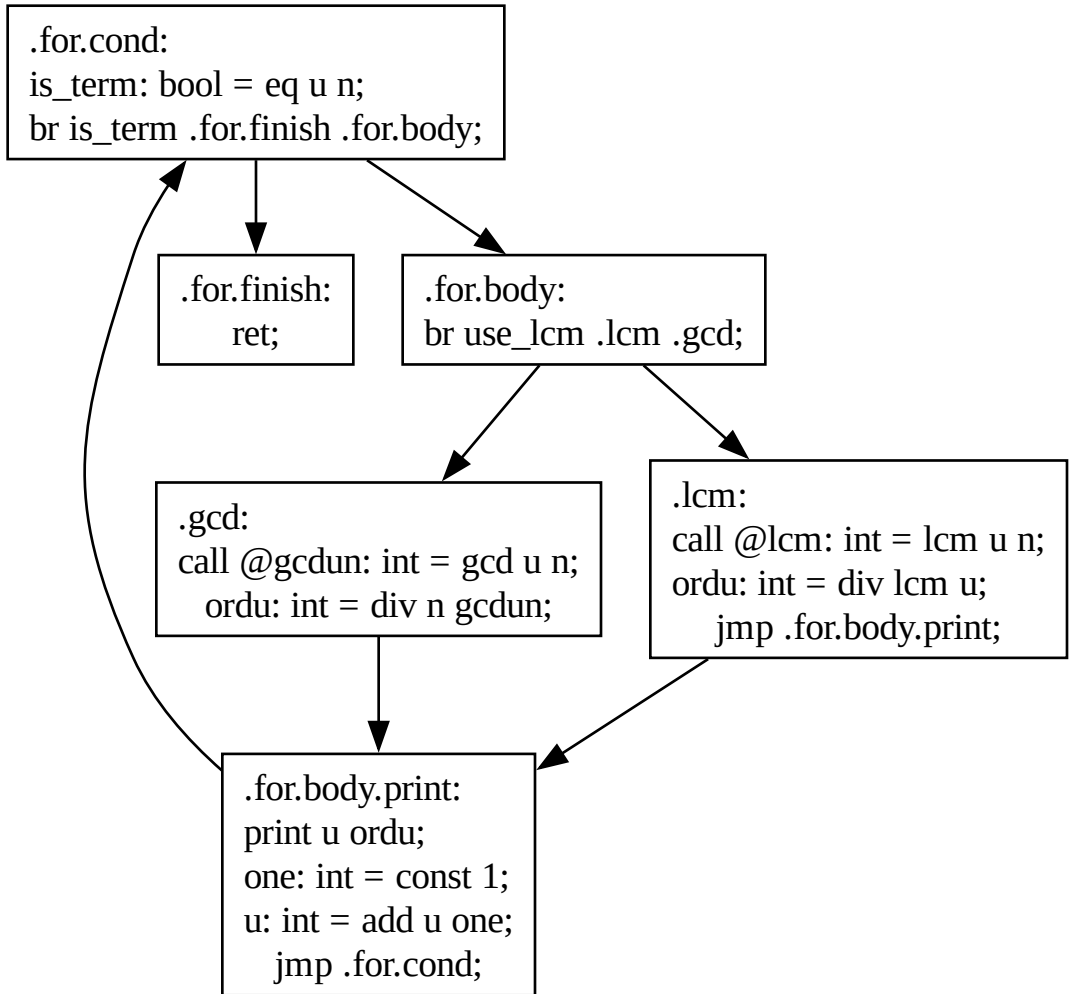 .for.cond:
is_term: bool = eq u n;
br is_term .for.finish .for.body;
.for.finish:
ret;
.for.body:
br use_lcm .lcm .gcd;
.gcd:
call @gcdun: int = gcd u n;
ordu: int = div n gcdun;
.lcm:
call @lcm: int = lcm u n;
ordu: int = div lcm u;
jmp .for.body.print;
.for.body.print:
print u ordu;
one: int = const 1;
u: int = add u one;
jmp .for.cond;